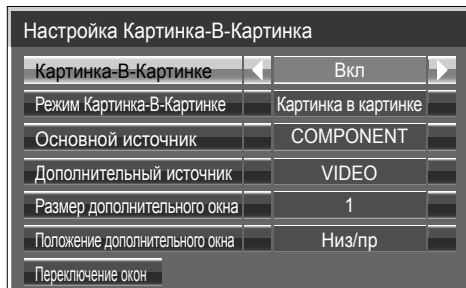 Настройка Картинка-В-Картинка
Картинка-В-Картинке Вкл
Режим Картинка-В-Картинке Картинка в картинке
Основной источник COMPONENT
Дополнительный источник VIDEO
Размер дополнительного окна 1
Положение дополнительного окна Низ/пр
Переключение окон